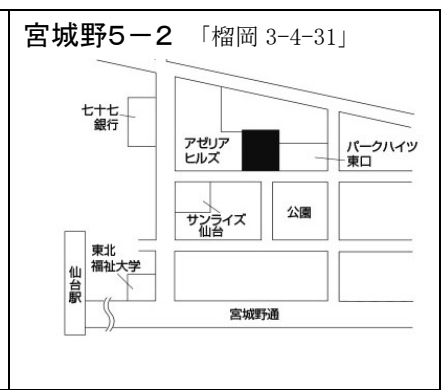 宮城野5－2 「榴岡 3-4-31」
七十七
銀行
アゼリア
ヒルズ
パークハイツ
東口
サンライズ
仙台
公園
東北
福祉大学
仙台駅
宮城野通